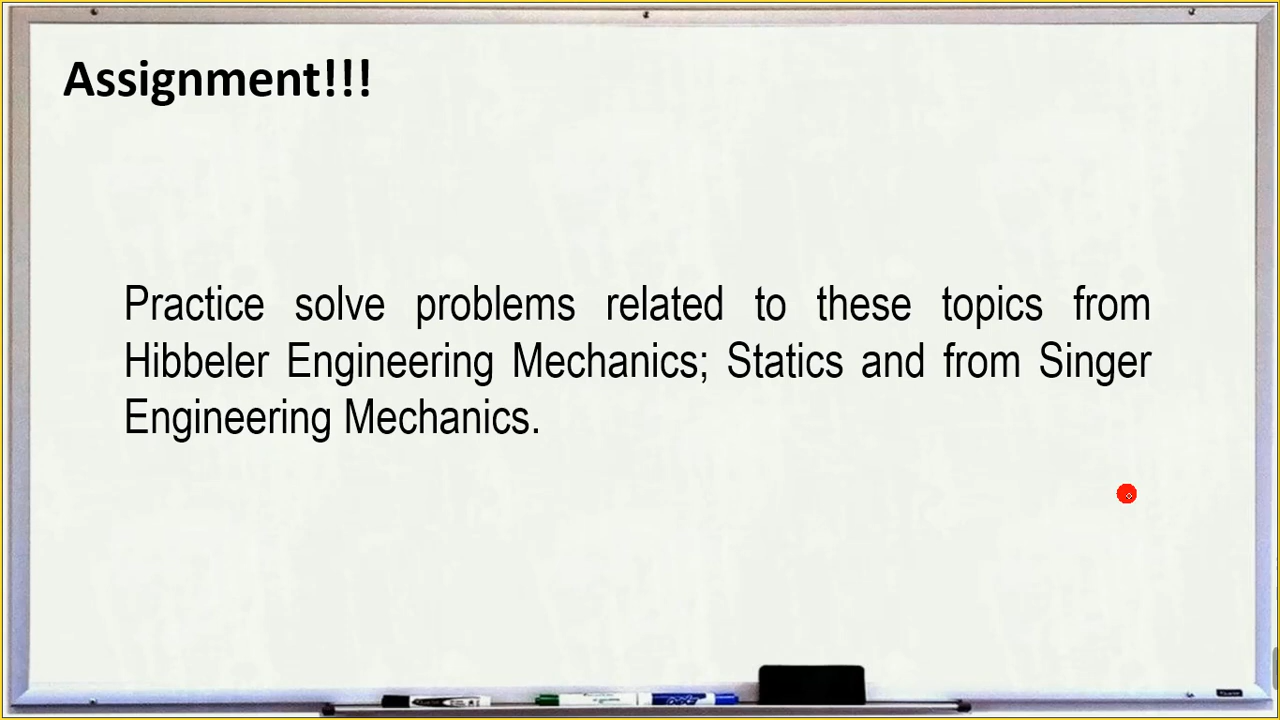 Assignment!!!
Practice solve problems related to these topics from
Hibbeler Engineering Mechanics; Statics and from Singer
Engineering Mechanics.